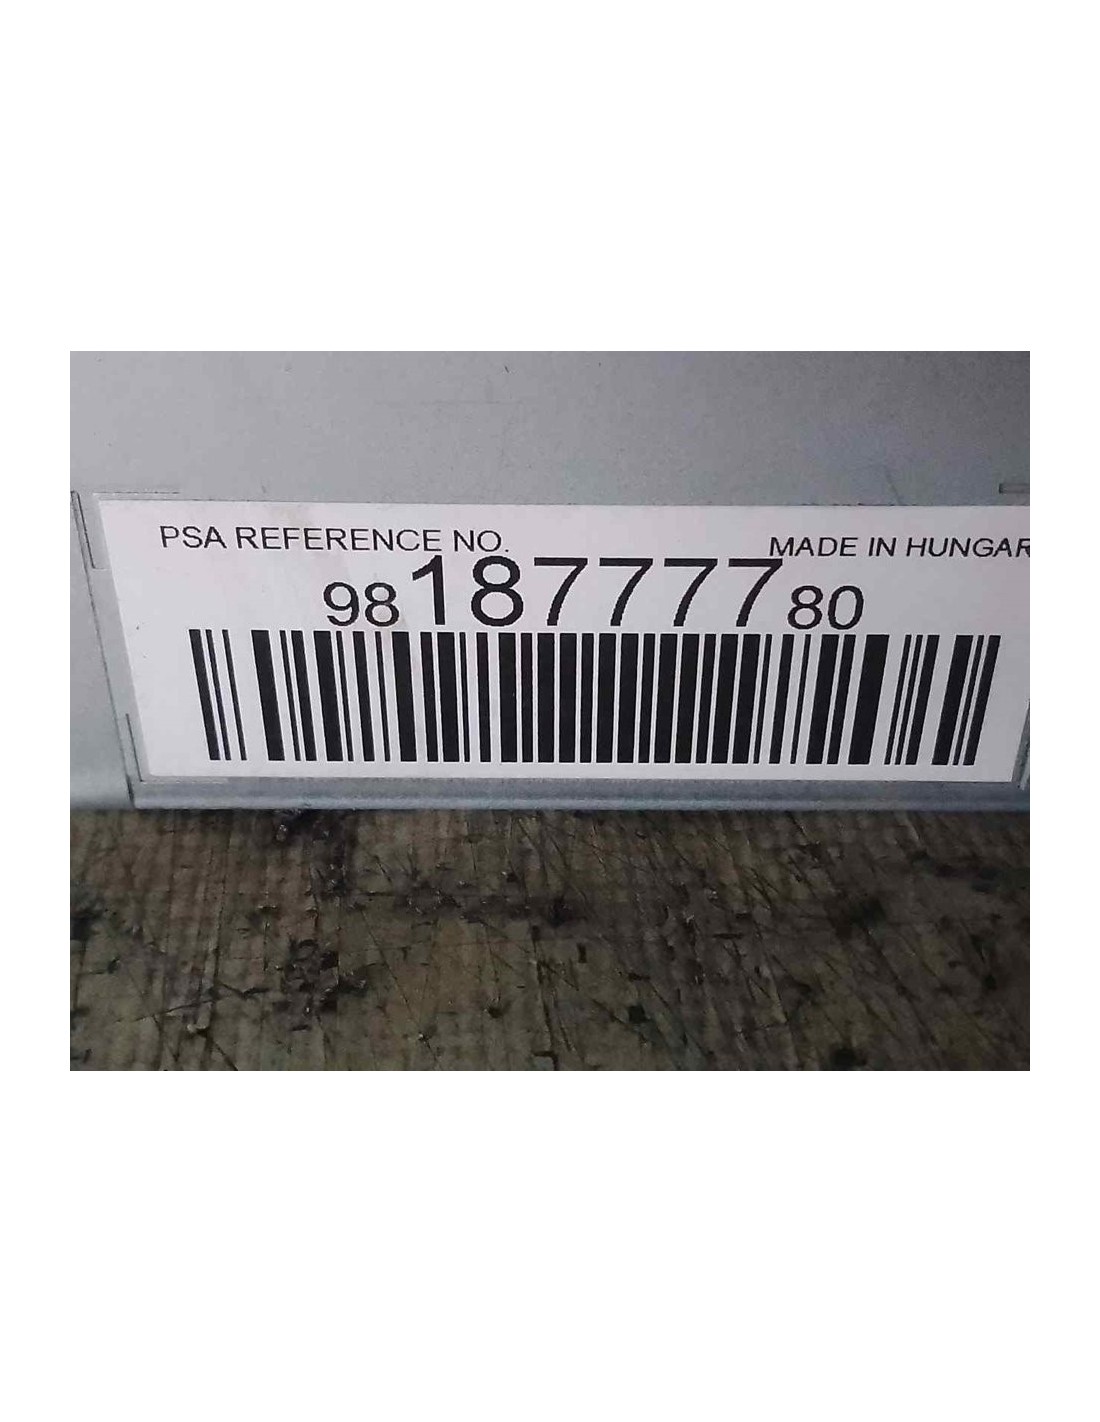 PSA REFERENCE NO. MADE IN HUNGAR
9818777780